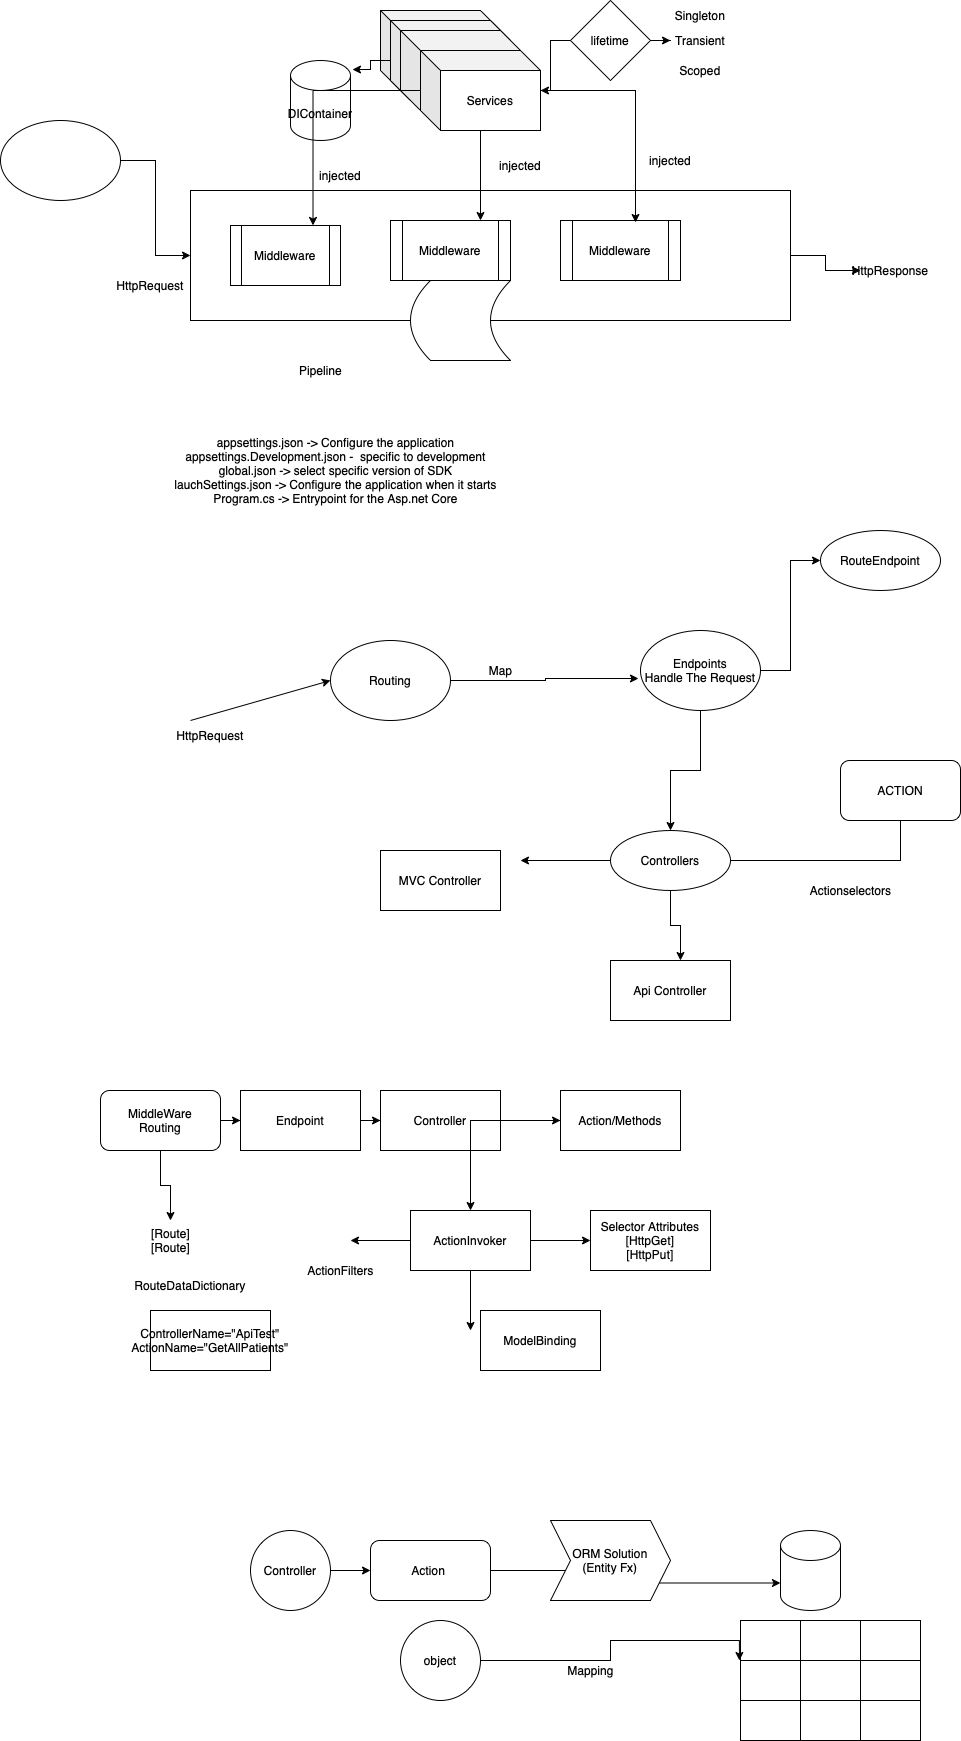 Singleton
lifetime
Transient
Scoped
Services
DIContainer
injected
injected
injected
Middleware
Middleware
Middleware
HttpRequest
HttpResponse
Pipeline
appsettings.json -> Configure the application
appsettings.Development.json - specific to development
global.json -> select specific version of SDK
lauchSettings.json -> Configure the application when it starts
Program.cs -> Entrypoint for the Asp.net Core
RouteEndpoint
Endpoints
Handle The Request
Map
Routing
HttpRequest
ACTION
Controllers
MVC Controller
Actionselectors
Api Controller
MiddleWare
Routing
Endpoint
Controller
Action/Methods
[Route]
[Route]
ActionInvoker
Selector Attributes
[HttpGet]
[HttpPut]
ActionFilters
RouteDataDictionary
ControllerName="ApiTest"
ActionName="GetAllPatients"
ModelBinding
ORM Solution
(Entity Fx)
Controller
Action
object
Mapping